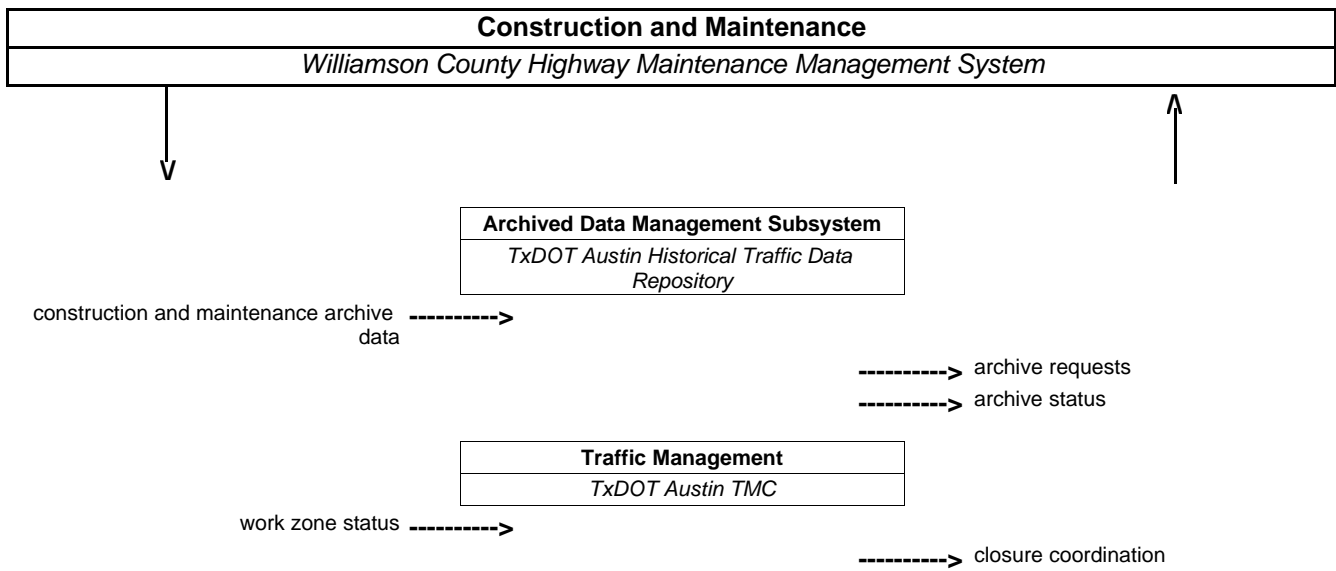 Construction and Maintenance
Williamson County Highway Maintenance Management System
Archived Data Management Subsystem
TxDOT Austin Historical Traffic Data
Repository
construction and maintenance archive
data
archive requests
archive status
Traffic Management
TxDOT Austin TMC
work zone status
closure coordination